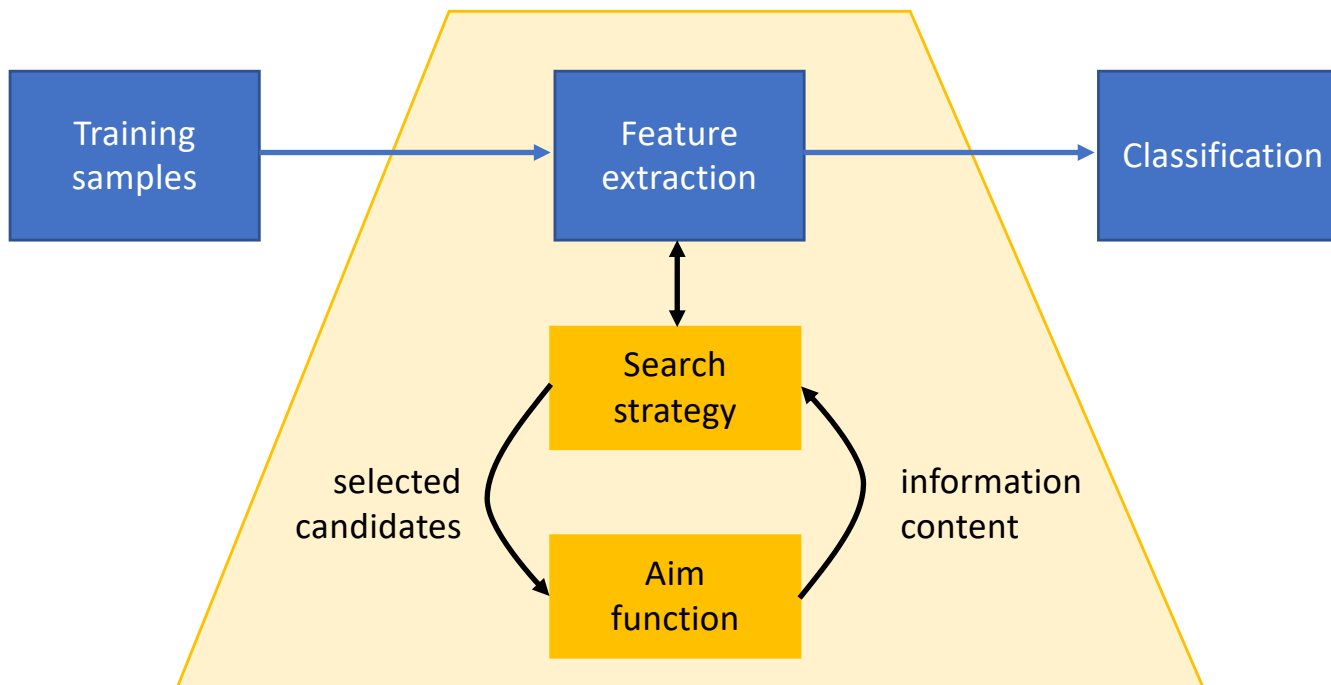 Training
samples
Feature
extraction
Classification
Search
strategy
selected
candidates
information
content
Aim
function